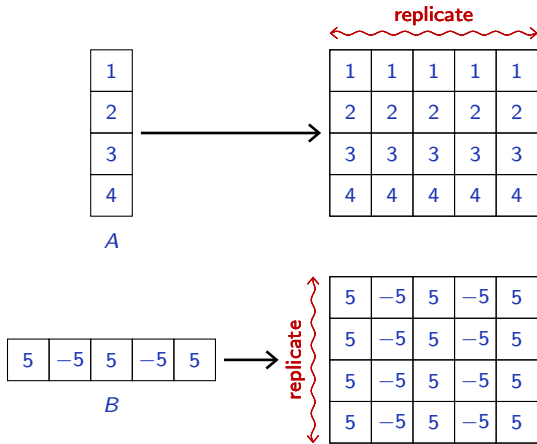 replicate
1
1 1 1 1 1
2
2 2 2 2 2
3
3 3 3 3 3
4
4 4 4 4 4
A
replicate
5 −5 5 −5 5
5 −5 5 −5 5
5 −5 5 −5 5
5 −5 5 −5 5
5 −5 5 −5 5
B